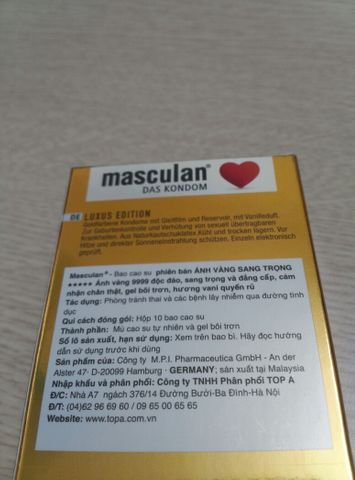 masculan®
DAS KONDOM
DE LUXUS EDITION
Goldfarbene Kondome mit Gleitfilm und Reservoir, mit Vanilleduft.
Zur Geburtenkontrolle und Verhütung von sexuell übertragbaren
Krankheiten. Aus Naturkautschuklatex Kühl und trocken lagern. Vor
Hitze und direkter Sonneneinstrahlung schützen. Einzeln elektronisch
geprüft.
Masculan® - Bao cao su phiên bản ÁNH VÀNG SANG TRỌNG
***** Ánh vàng 9999 độc đáo, sang trọng và đẳng cấp, cảm
nhận chân thật, gel bôi trơn, hương vani quyến rũ
Tác dụng: Phòng tránh thai và các bệnh lây nhiễm qua đường tình
dục
Qui cách đóng gói: Hộp 10 bao cao su
Thành phần: Mủ cao su tự nhiên và gel bôi trơn
Số lô sản xuất, hạn sử dụng: Xem trên bao bì. Hãy đọc hướng
dẫn sử dụng trước khi dùng
Sản phẩm của: Công ty M.P.I. Pharmaceutica GmbH - An der
Alster 47- D-20099 Hamburg - GERMANY; sản xuất tại Malaysia
Nhập khẩu và phân phối: Công ty TNHH Phân phối TOP A
Đ/C: Nhà A7 ngách 376/14 Đường Bưởi-Ba Đình-Hà Nội
Đ/T: (04)62 96 69 60 / 09 65 00 65 65
Website: www.topa.com.vn